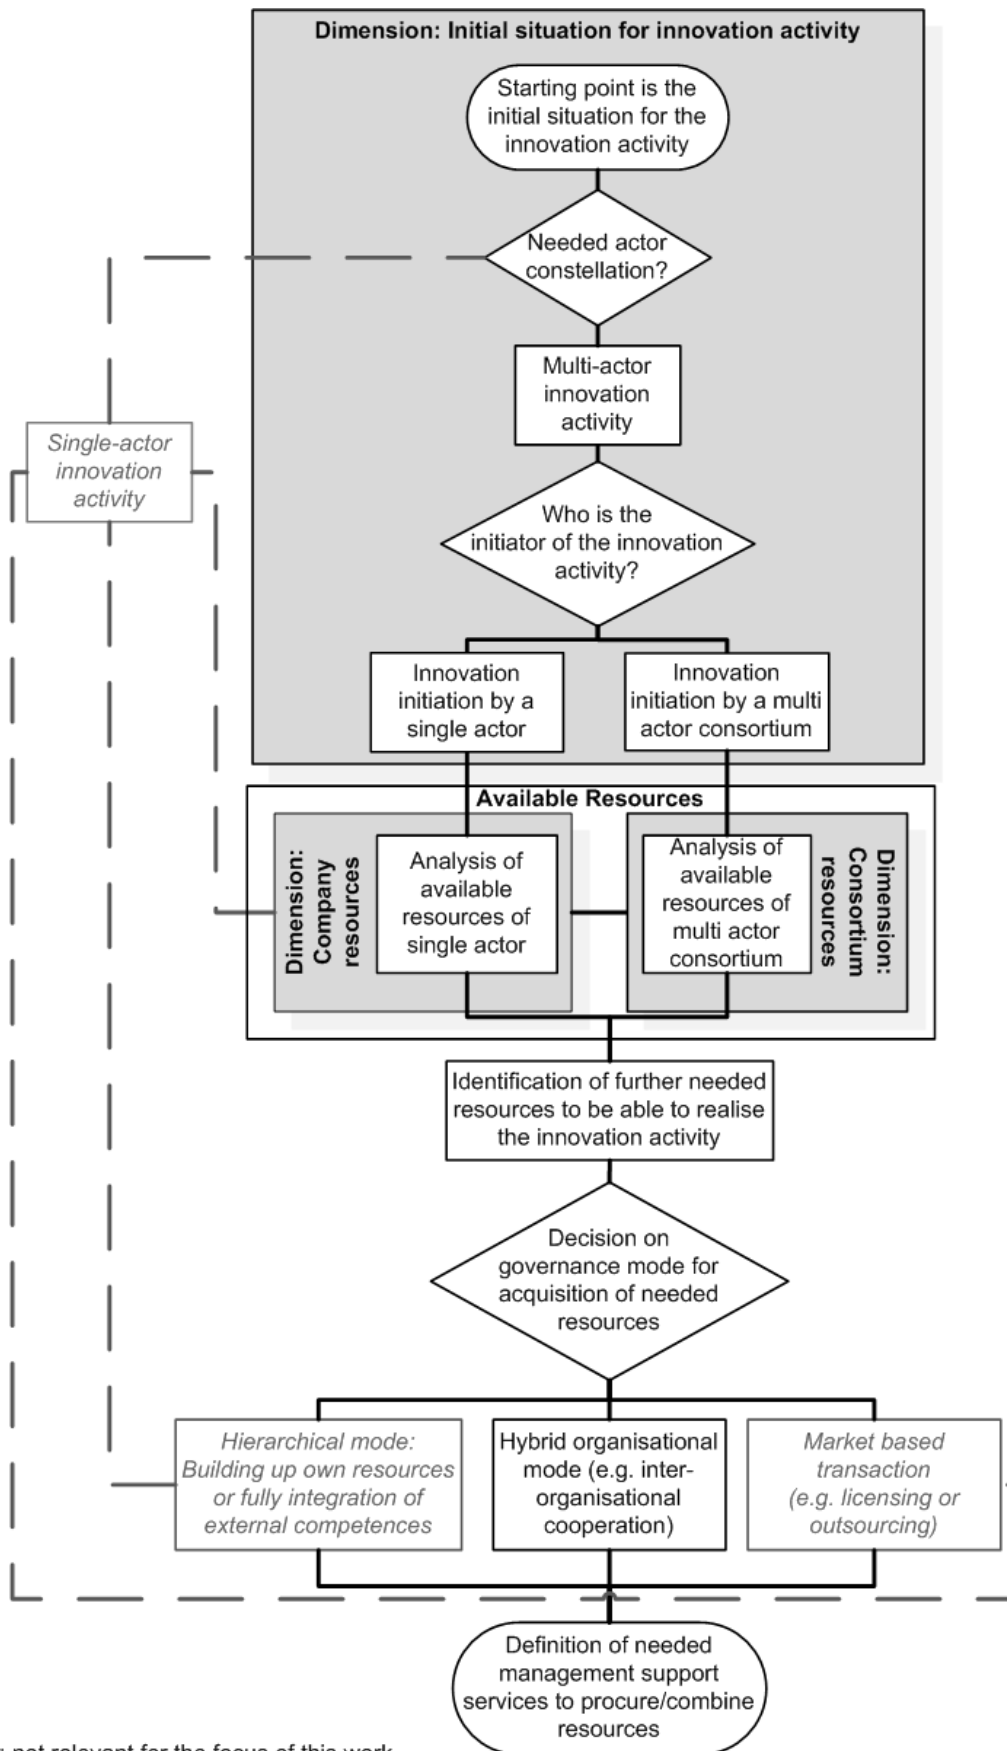 Dimension: Initial situation for innovation activity
Starting point is the
initial situation for the
innovation activity
Needed actor
constellation?
Multi-actor
innovation
activity
Single-actor
innovation
activity
Who is the
initiator of the innovation
activity?
Innovation
initiation by a
single actor
Innovation
initiation by a multi
actor consortium
Available Resources
Dimension:
Company
resources
Analysis of
available
resources of
single actor
Analysis of
available
resources of
multi actor
consortium
Dimension:
Consortium
resources
Identification of further needed
resources to be able to realise
the innovation activity
Decision on
governance mode for
acquisition of needed
resources
Hierarchical mode:
Building up own resources
or fully integration of
external competences
Hybrid organisational
mode (e.g. inter-
organisational
cooperation)
Market based
transaction
(e.g. licensing or
outsourcing)
Definition of needed
management support
services to procure/combine
resources
not relevant for the focus of this work